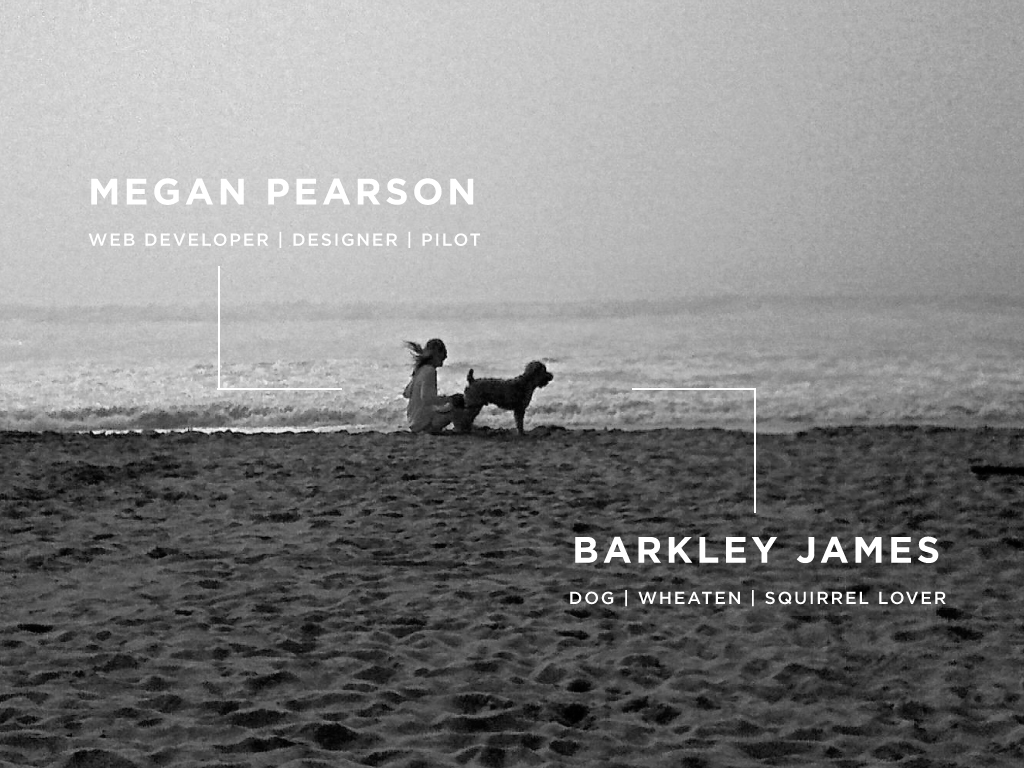 MEGAN PEARSON
WEB DEVELOPER | DESIGNER | PILOT
BARKLEY JAMES
DOG | WHEATEN | SQUIRREL LOVER